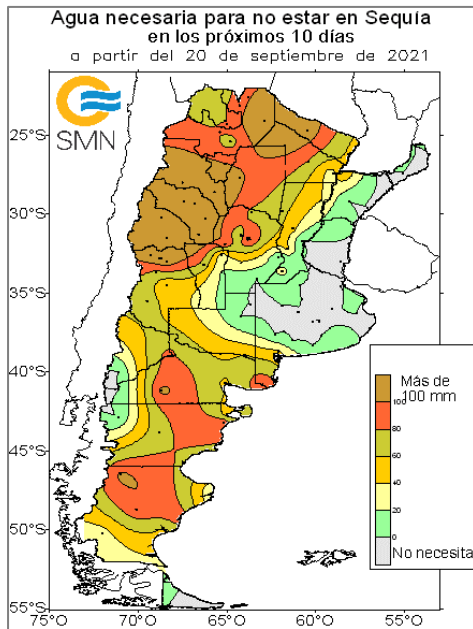 Agua necesaria para no estar en Sequía
en los próximos 10 días
a partir del 20 de septiembre de 2021
SMN
25°S
30°S
35°S
40°S
45°S
50°S
55°S
75°O
70°O
65°O
60°O
55°O
Más de
100 mm
100
80
60
40
20
0
No necesita